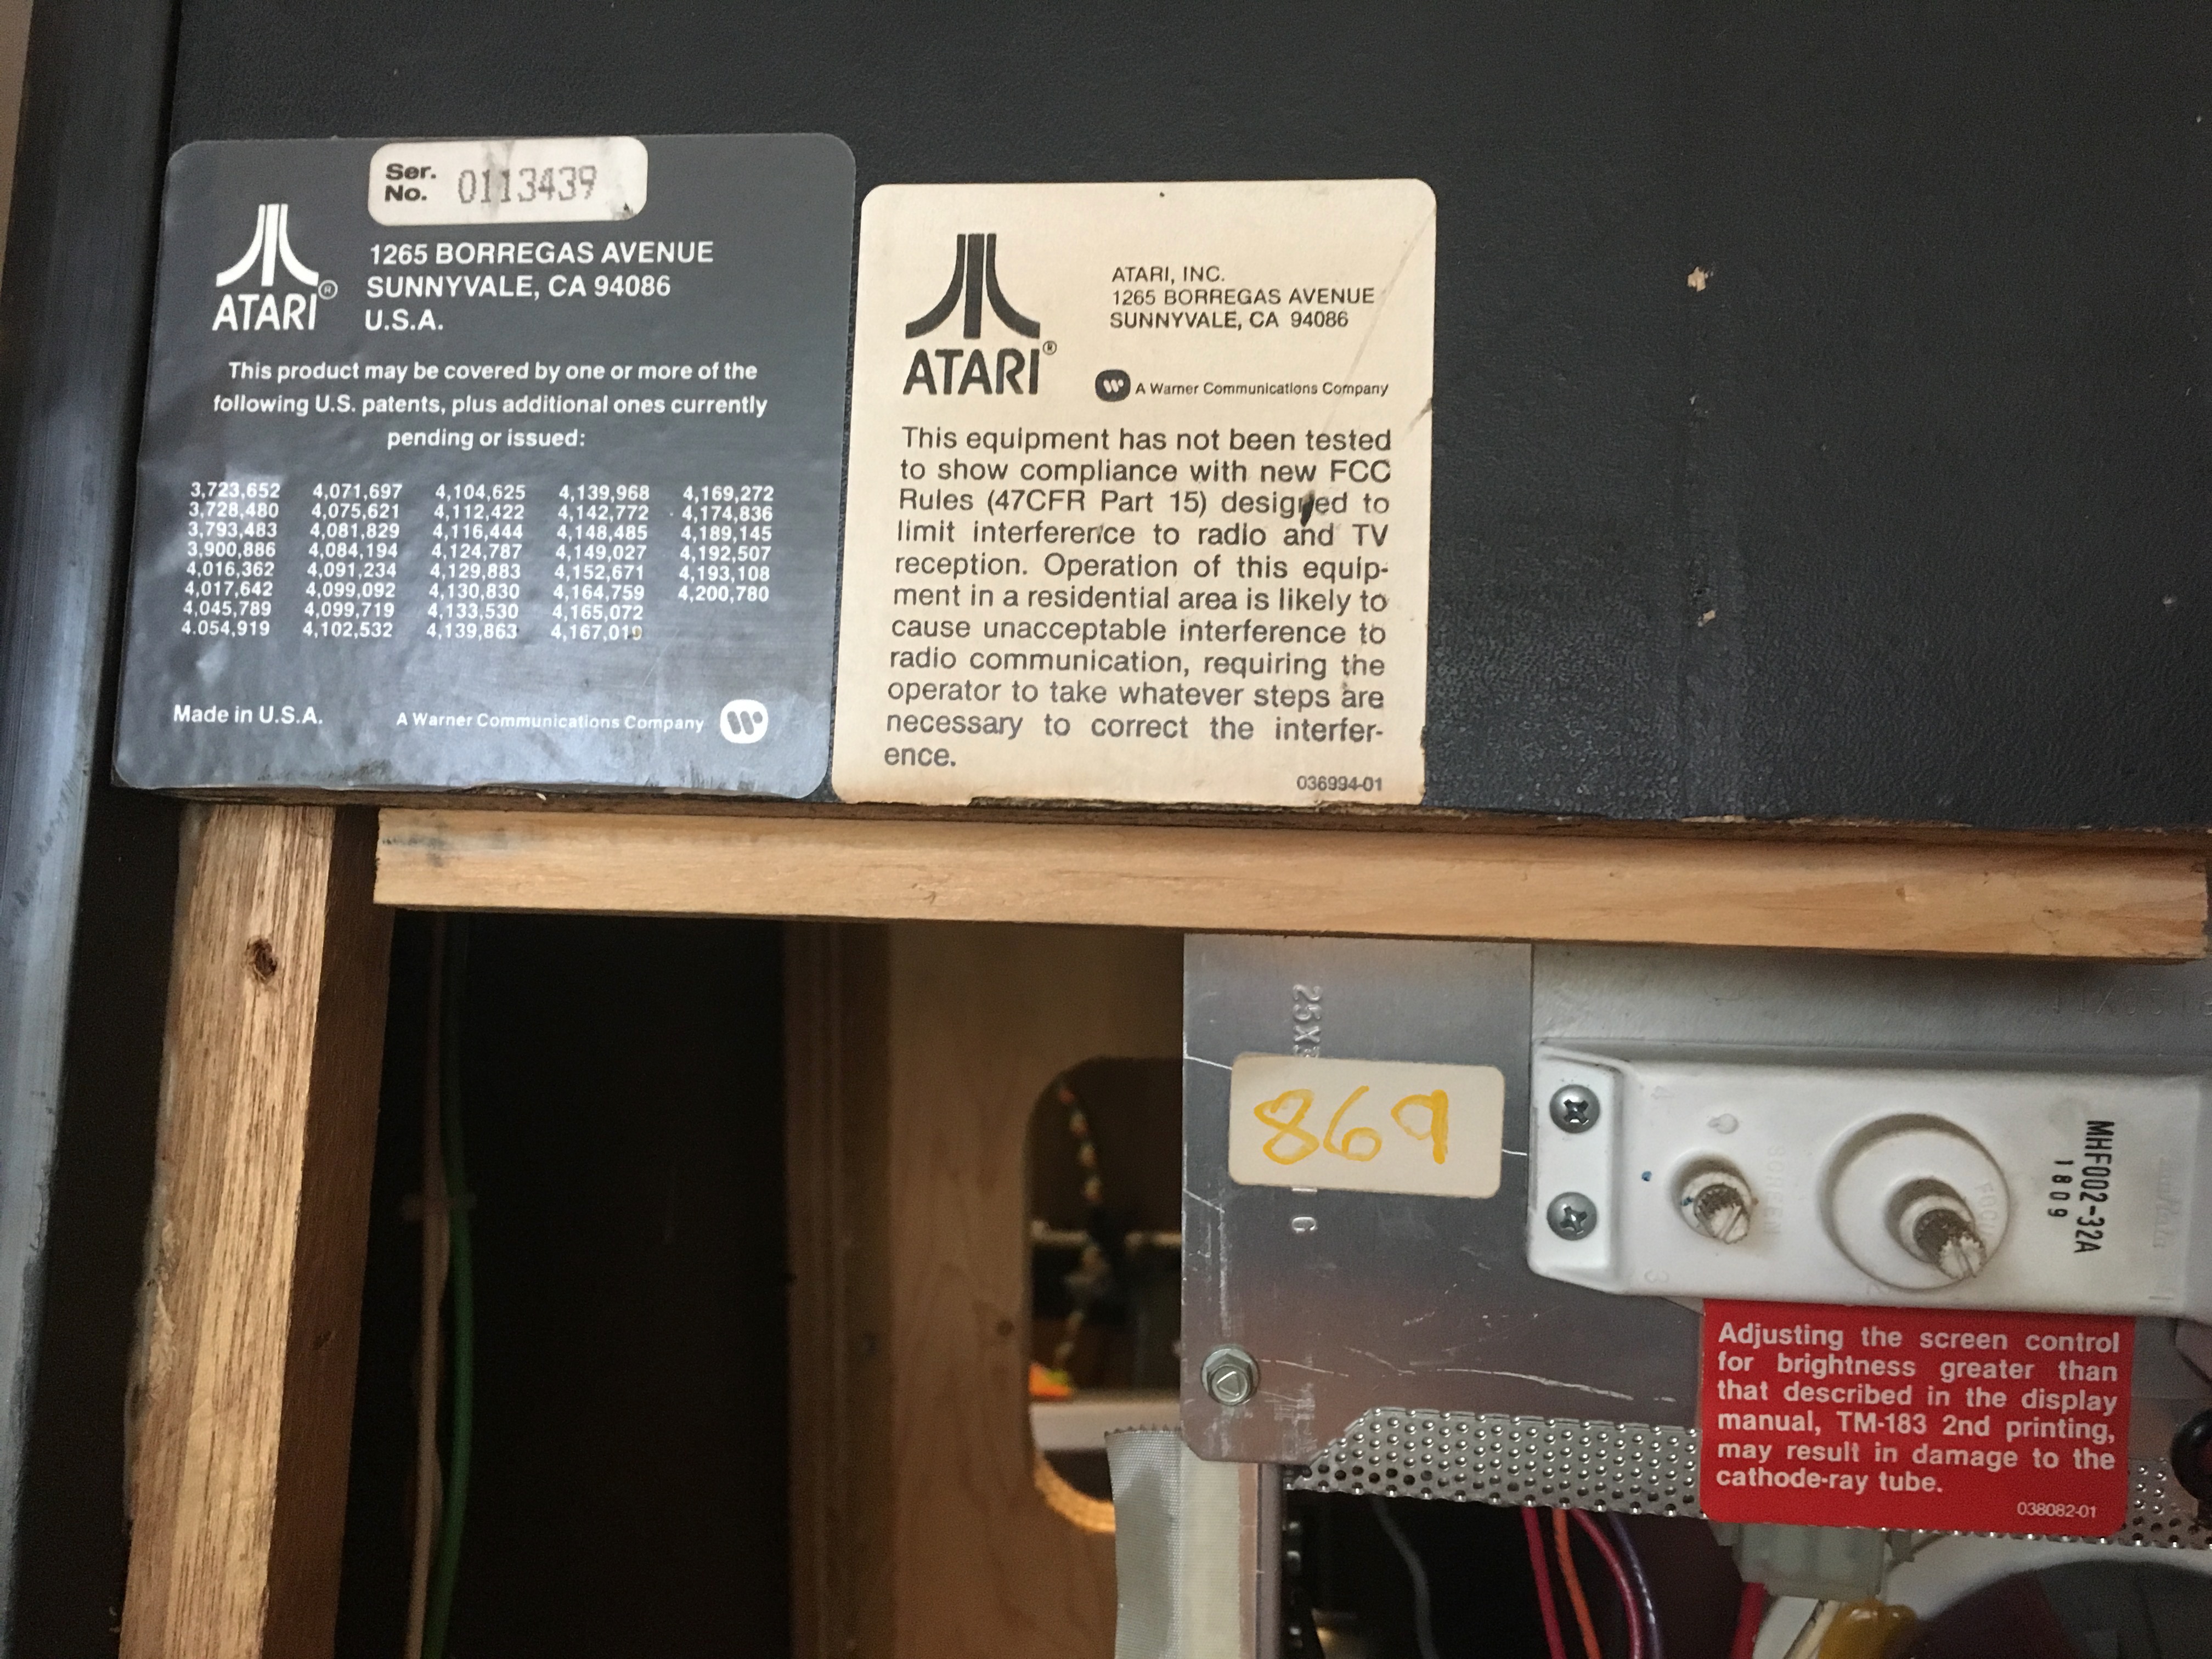 Ser.
No. 0113439
ATARI®
1265 BORREGAS AVENUE
SUNNYVALE, CA 94086
U.S.A.
This product may be covered by one or more of the
following U.S. patents, plus additional ones currently
pending or issued:
3,723,652 4,071,697 4,104,625 4,139,968 4,169,272
3,728,480 4,075,621 4,112,422 4,142,772 4,174,836
3,793,483 4,081,829 4,116,444 4,148,485 4,189,145
3,900,886 4,084,194 4,124,787 4,149,027 4,192,507
4,016,362 4,091,234 4,129,883 4,152,671 4,193,108
4,017,642 4,099,092 4,130,830 4,164,759 4,200,780
4,045,789 4,099,719 4,133,530 4,165,072
4.054,919 4,102,532 4,139,863 4,167,019
Made in U.S.A. A Warner Communications Company
ATARI®
ATARI, INC.
1265 BORREGAS AVENUE
SUNNYVALE, CA 94086
A Warner Communications Company
This equipment has not been tested
to show compliance with new FCC
Rules (47CFR Part 15) designed to
limit interference to radio and TV
reception. Operation of this equip-
ment in a residential area is likely to
cause unacceptable interference to
radio communication, requiring the
operator to take whatever steps are
necessary to correct the interfer-
ence.
036994-01
869
SCREEN
MHF002-32A
1809
Adjusting the screen control
for brightness greater than
that described in the display
manual, TM-183 2nd printing,
may result in damage to the
cathode-ray tube.
038082-01